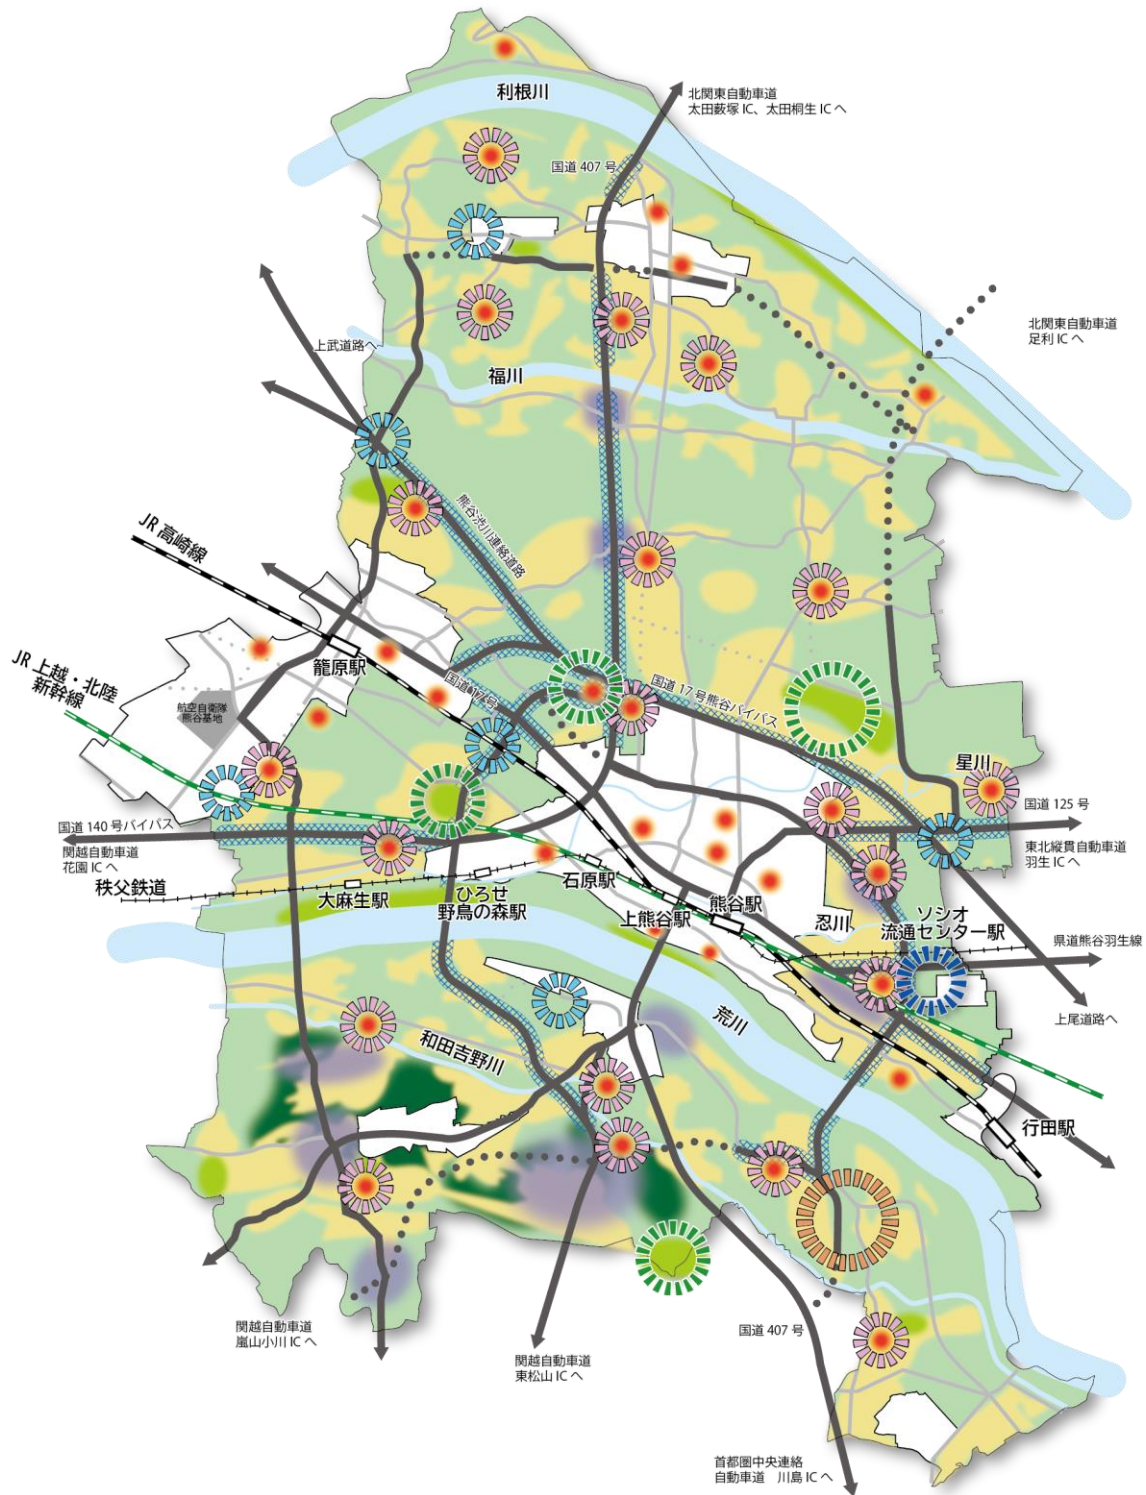 利根川
北関東自動車道
太田薮塚 IC、太田桐生 IC へ
国道 407 号
北関東自動車道
足利 IC へ
上武道路へ
福川
熊谷渋川連絡道路
JR 高崎線
籠原駅
JR 上越・北陸
新幹線
航空自衛隊
熊谷基地
国道 17 号
国道 17 号熊谷バイパス
星川
国道 125 号
国道 140 号バイパス
関越自動車道
花園 IC へ
東北縦貫自動車道
羽生 IC へ
秩父鉄道
大麻生駅
ひろせ
野鳥の森駅
石原駅
上熊谷駅
熊谷駅
忍川
ソシオ
流通センター駅
県道熊谷羽生線
上尾道路へ
荒川
和田吉野川
行田駅
関越自動車道
嵐山小川 IC へ
関越自動車道
東松山 IC へ
国道 407 号
首都圏中央連絡
自動車道 川島 IC へ